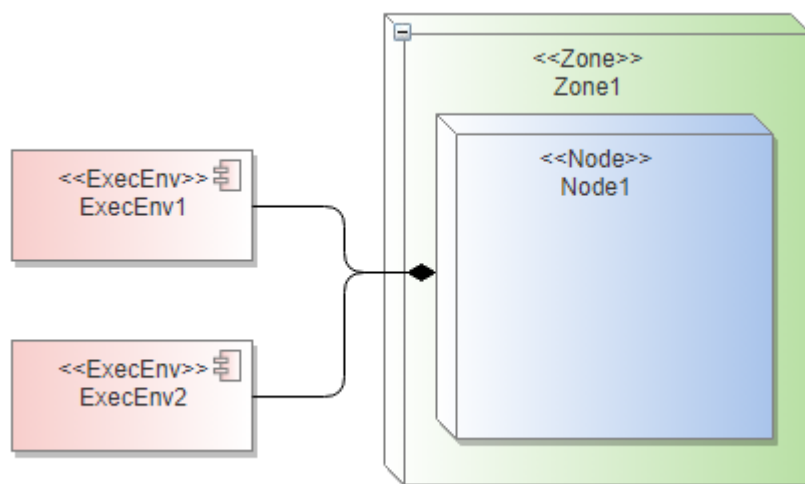 <<Zone>>
Zone1
<<Node>>
Node1
<<ExecEnv>>
ExecEnv1
<<ExecEnv>>
ExecEnv2